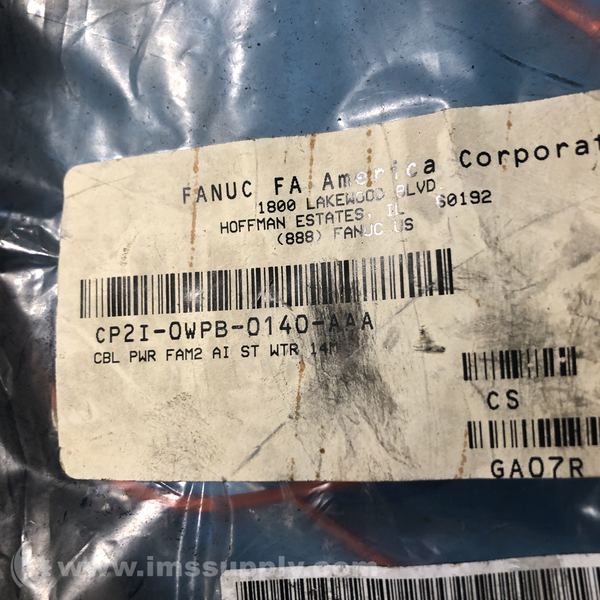 FANUC FA America Corporat
1800 LAKEWOOD BLVD
HOFFMAN ESTATES, IL 60192
(888) FANUC US
CP2I-0WPB-0140-AAA
CBL PWR FAM2 AI ST WTR 14M
CS
GA07R
www.imssupply.com